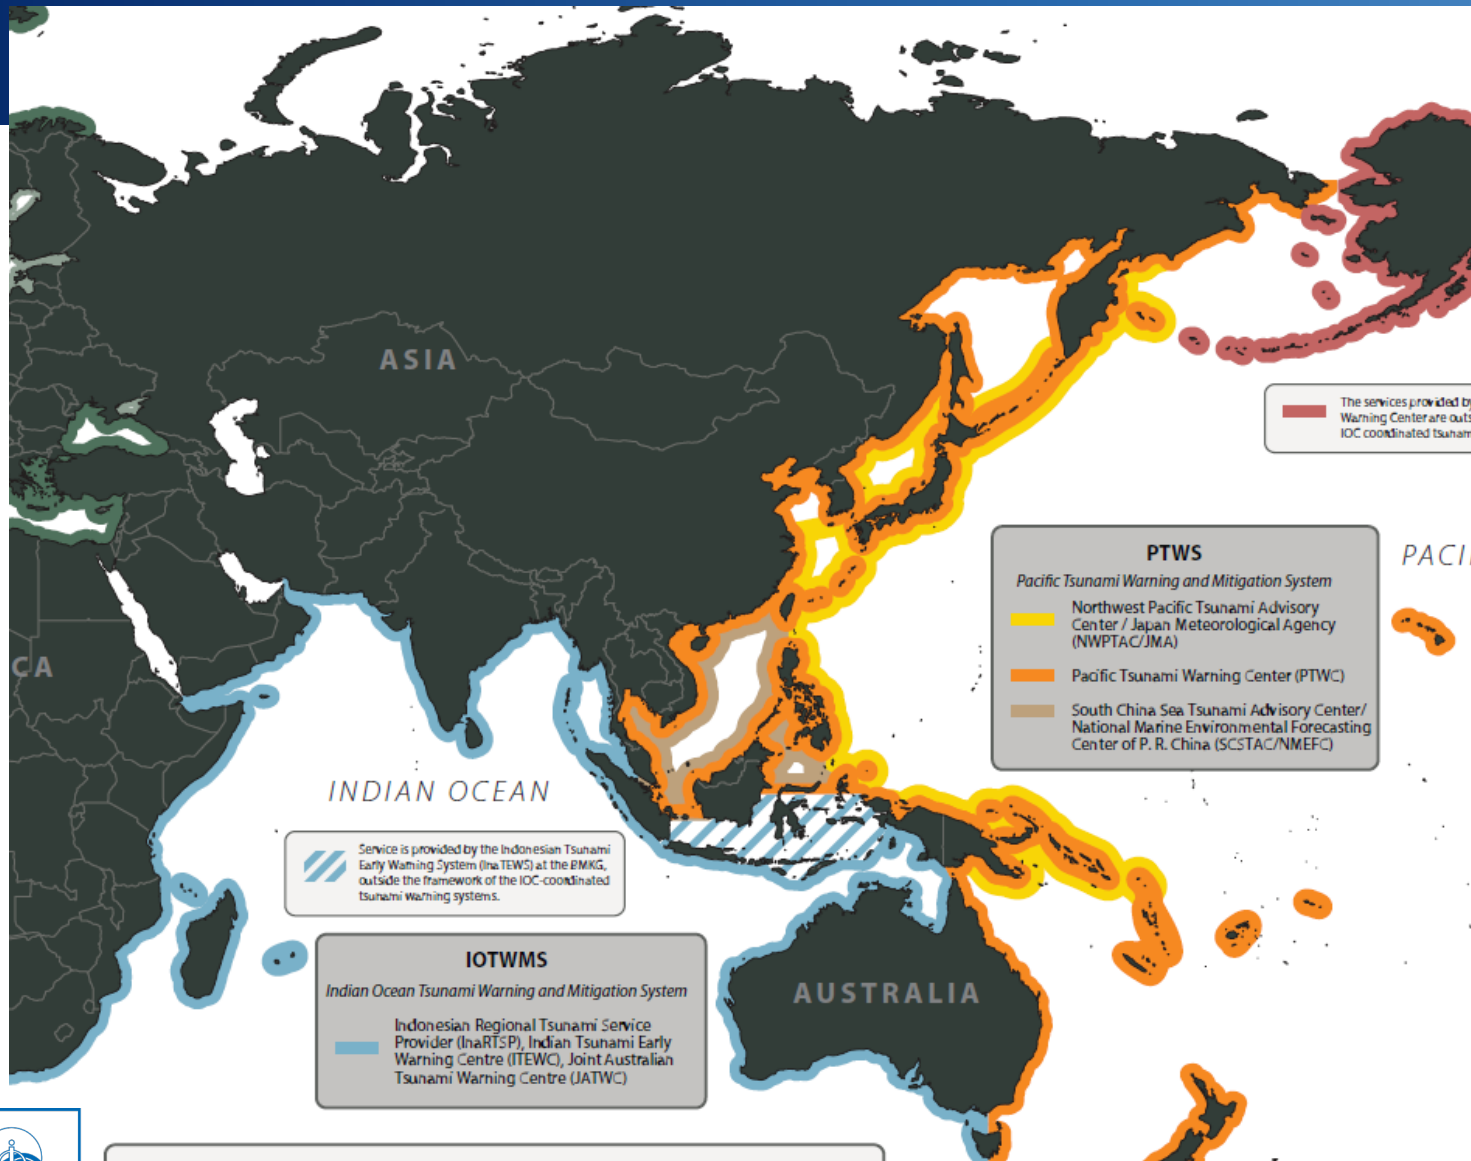 ASIA
The services provided by
Warning Center are outs
IOC coordinated tsunam
PTWS
Pacific Tsunami Warning and Mitigation System
Northwest Pacific Tsunami Advisory
Center / Japan Meteorological Agency
(NWPTAC/JMA)
Pacific Tsunami Warning Center (PTWC)
South China Sea Tsunami Advisory Center/
National Marine Environmental Forecasting
Center of P. R. China (SCSTAC/NMEFC)
PACI
CA
INDIAN OCEAN
Service is provided by the Indonesian Tsunami
Early Warning System (InaTEWS) at the BMKG,
outside the framework of the IOC-coordinated
tsunami warning systems.
IOTWMS
Indian Ocean Tsunami Warning and Mitigation System
Indonesian Regional Tsunami Service
Provider (InaRTSP), Indian Tsunami Early
Warning Centre (ITEWC), Joint Australian
Tsunami Warning Centre (JATWC)
AUSTRALIA